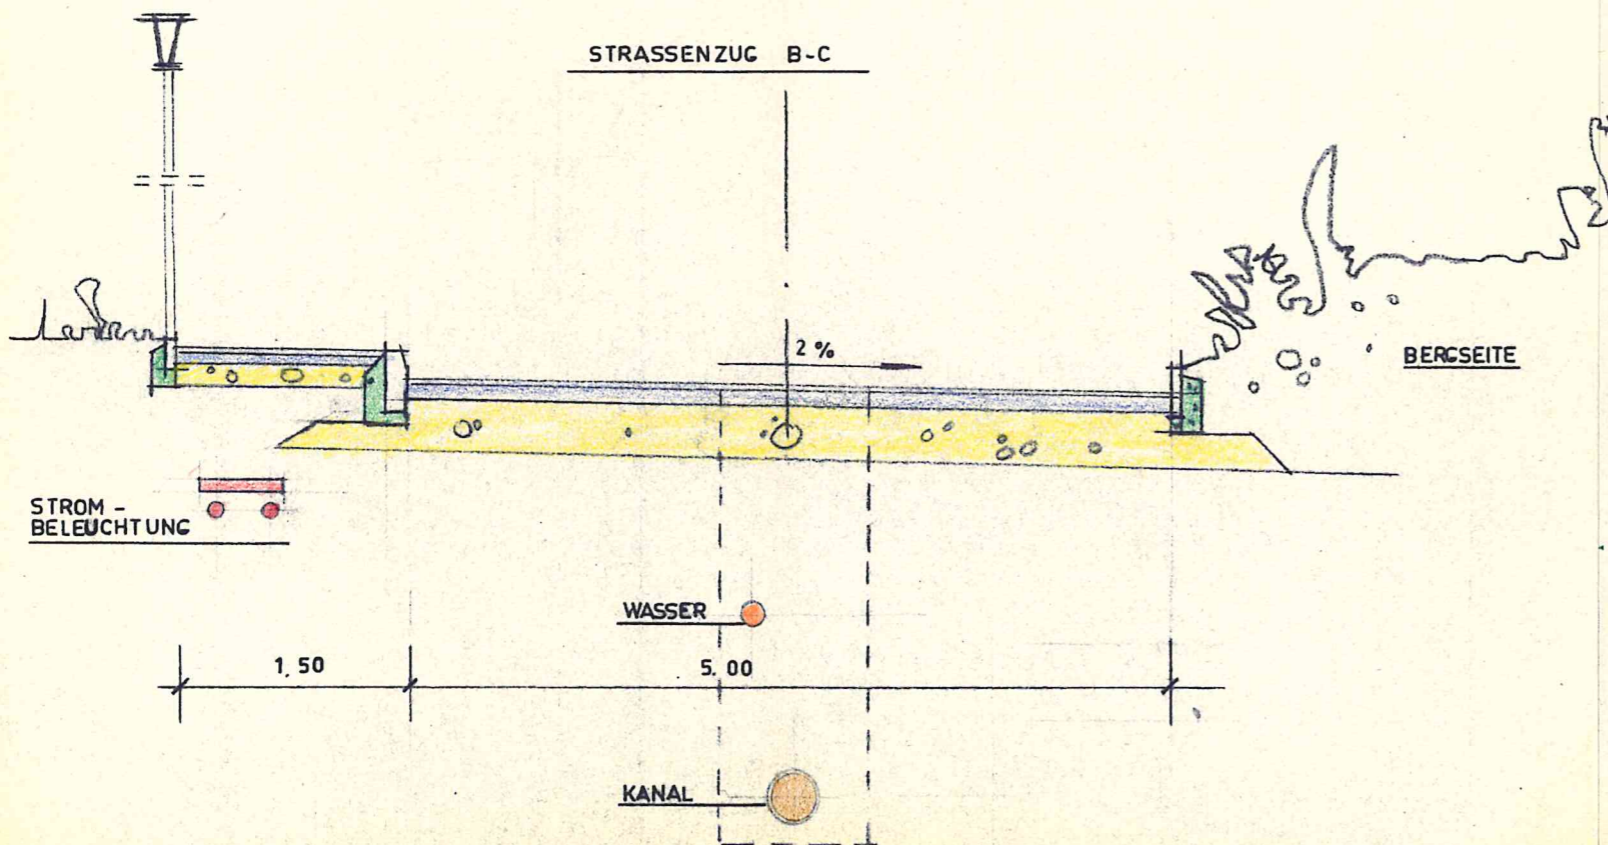 STRASSENZUG B-C
2%
BERGSEITE
STROM -
BELEUCHTUNG
WASSER
1,50
5.00
KANAL